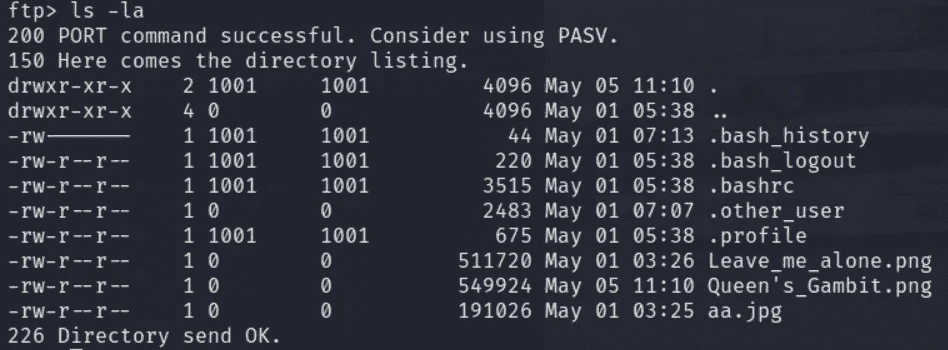 ftp> ls -la
200 PORT command successful. Consider using PASV.
150 Here comes the directory listing.
drwxr-xr-x    2 1001     1001         4096 May 05 11:10 .
drwxr-xr-x    4 0        0            4096 May 01 05:38 ..
-rw-------    1 1001     1001           44 May 01 07:13 .bash_history
-rw-r--r--    1 1001     1001          220 May 01 05:38 .bash_logout
-rw-r--r--    1 1001     1001         3515 May 01 05:38 .bashrc
-rw-r--r--    1 0        0            2483 May 01 07:07 .other_user
-rw-r--r--    1 1001     1001          675 May 01 05:38 .profile
-rw-r--r--    1 0        0          511720 May 01 03:26 Leave_me_alone.png
-rw-r--r--    1 0        0          549924 May 05 11:10 Queen's_Gambit.png
-rw-r--r--    1 0        0          191026 May 01 03:25 aa.jpg
226 Directory send OK.